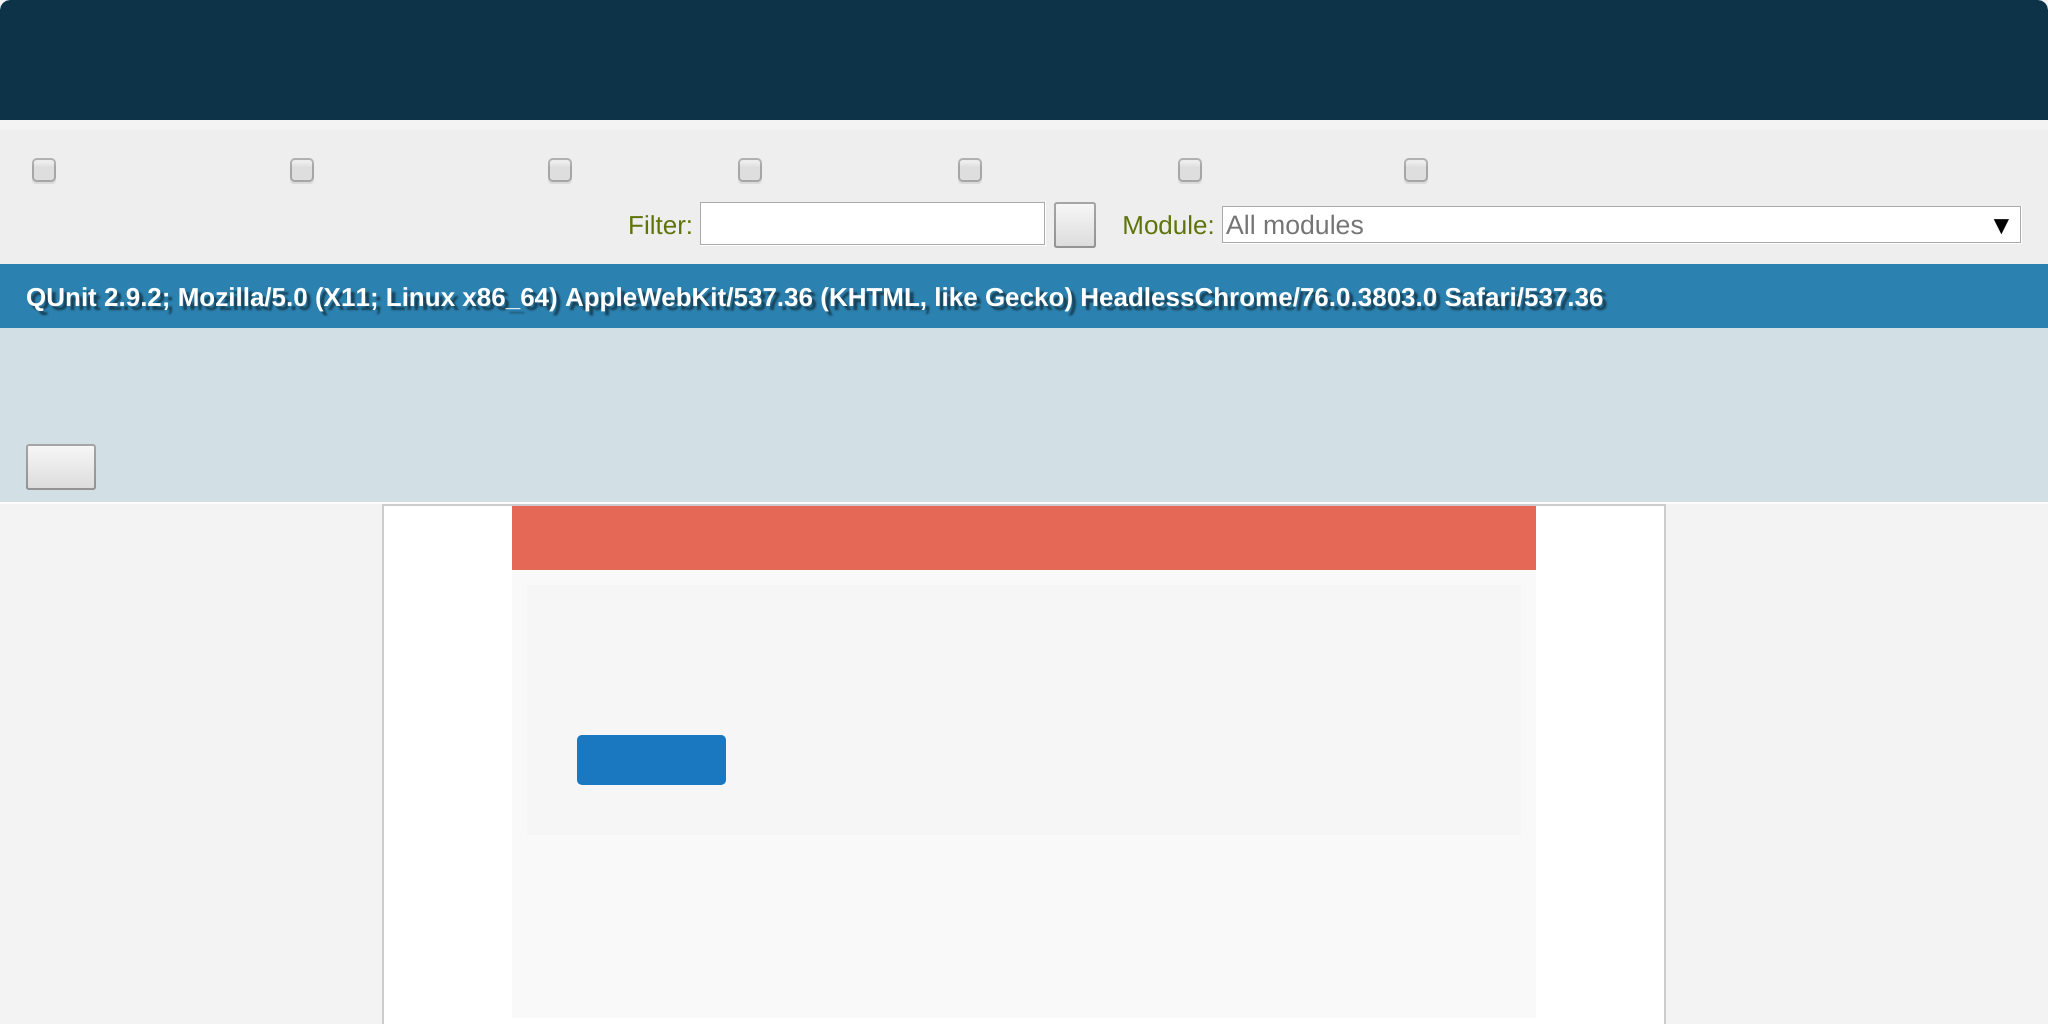 Filter: Module: All modules ▼
QUnit 2.9.2; Mozilla/5.0 (X11; Linux x86_64) AppleWebKit/537.36 (KHTML, like Gecko) HeadlessChrome/76.0.3803.0 Safari/537.36